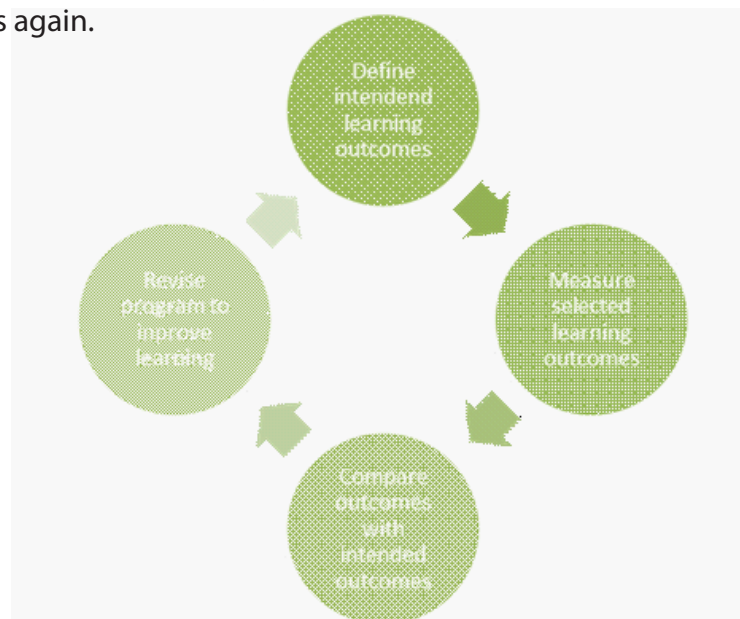 s again.
Define
intendend
learning
outcomes
Measure
selected
learning
outcomes
Compare
outcomes
with
intended
outcomes
Revise
program to
inprove
learning